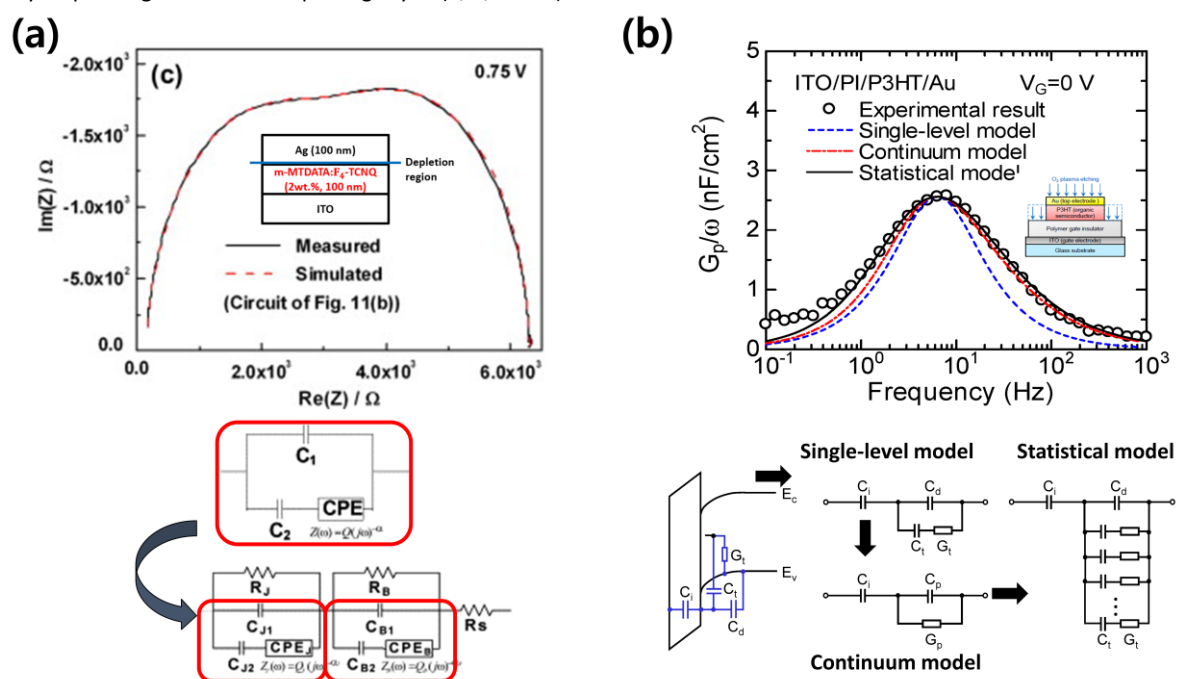 (a)
(c)
0.75 V
-2.0x10³
-1.5x10³
-1.0x10³
-5.0x10²
0.0
Im(Z) / Ω
Ag (100 nm)
Depletion
region
m-MTDATA:F₄-TCNQ
(2wt.%, 100 nm)
ITO
Measured
Simulated
(Circuit of Fig. 11(b))
0.0
2.0x10³
4.0x10³
6.0x10³
Re(Z) / Ω
C₁
C₂
CPE
Z(ω)=Q(jω)^-α
R_J
R_B
C_J1
C_B1
Rs
C_J2
CPE_J
C_B2
CPE_B
(b)
5
4
3
2
1
0
G_p/ω (nF/cm²)
ITO/PI/P3HT/Au
V_G=0 V
Experimental result
Single-level model
Continuum model
Statistical model
O₂ plasma etching
Au (top electrode)
P3HT (organic
semiconductor)
Polymer gate insulator
ITO (gate electrode)
Glass substrate
10⁻¹
10⁰
10¹
10²
10³
Frequency (Hz)
Single-level model
Statistical model
E_c
E_v
G_t
C_t
C_i
C_d
C_i
C_d
C_t
G_t
C_i
C_p
G_p
C_i
C_d
C_t
G_t
Continuum model